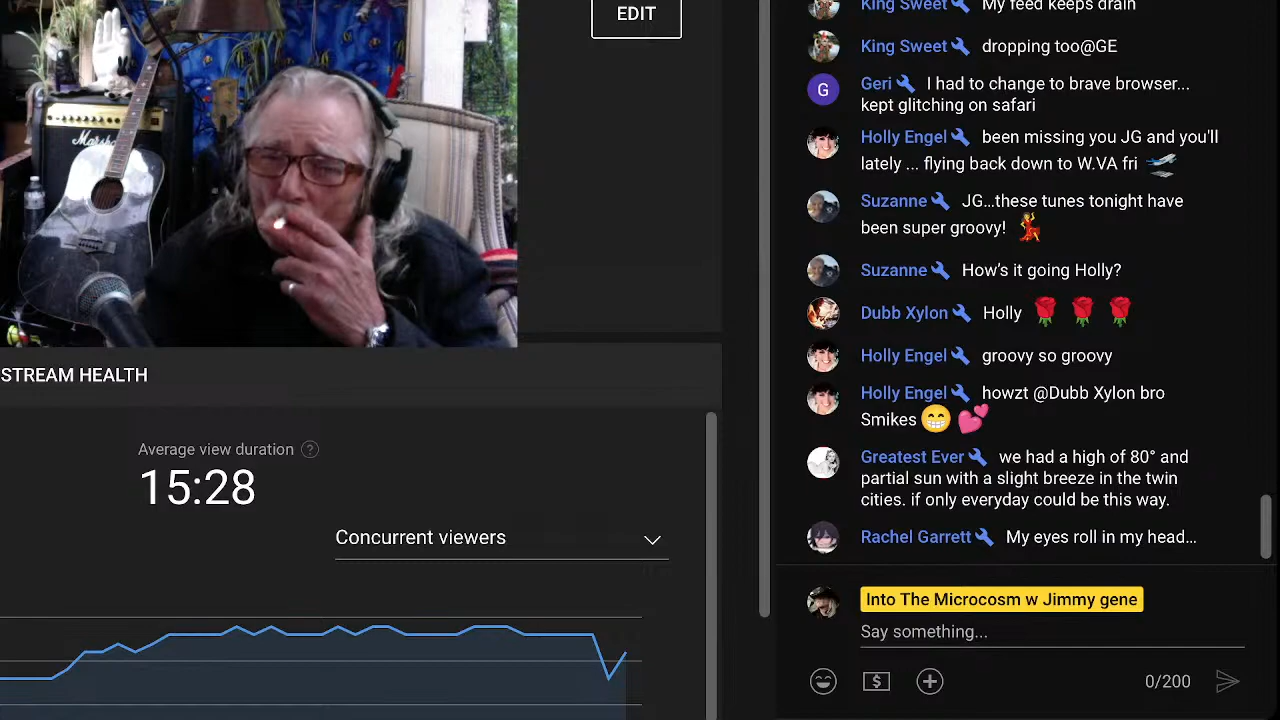 EDIT
Marshall
STREAM HEALTH
Average view duration ?
15:28
Concurrent viewers
King Sweet My feed keeps drain
King Sweet dropping too@GE
G
Geri I had to change to brave browser...
kept glitching on safari
Holly Engel been missing you JG and you'll
lately ... flying back down to W.VA fri
Suzanne JG...these tunes tonight have
been super groovy!
Suzanne How's it going Holly?
Dubb Xylon Holly
Holly Engel groovy so groovy
Holly Engel howzt @Dubb Xylon bro
Smikes
Greatest Ever we had a high of 80° and
partial sun with a slight breeze in the twin
cities. if only everyday could be this way.
Rachel Garrett My eyes roll in my head...
Into The Microcosm w Jimmy gene
Say something...
$
0/200